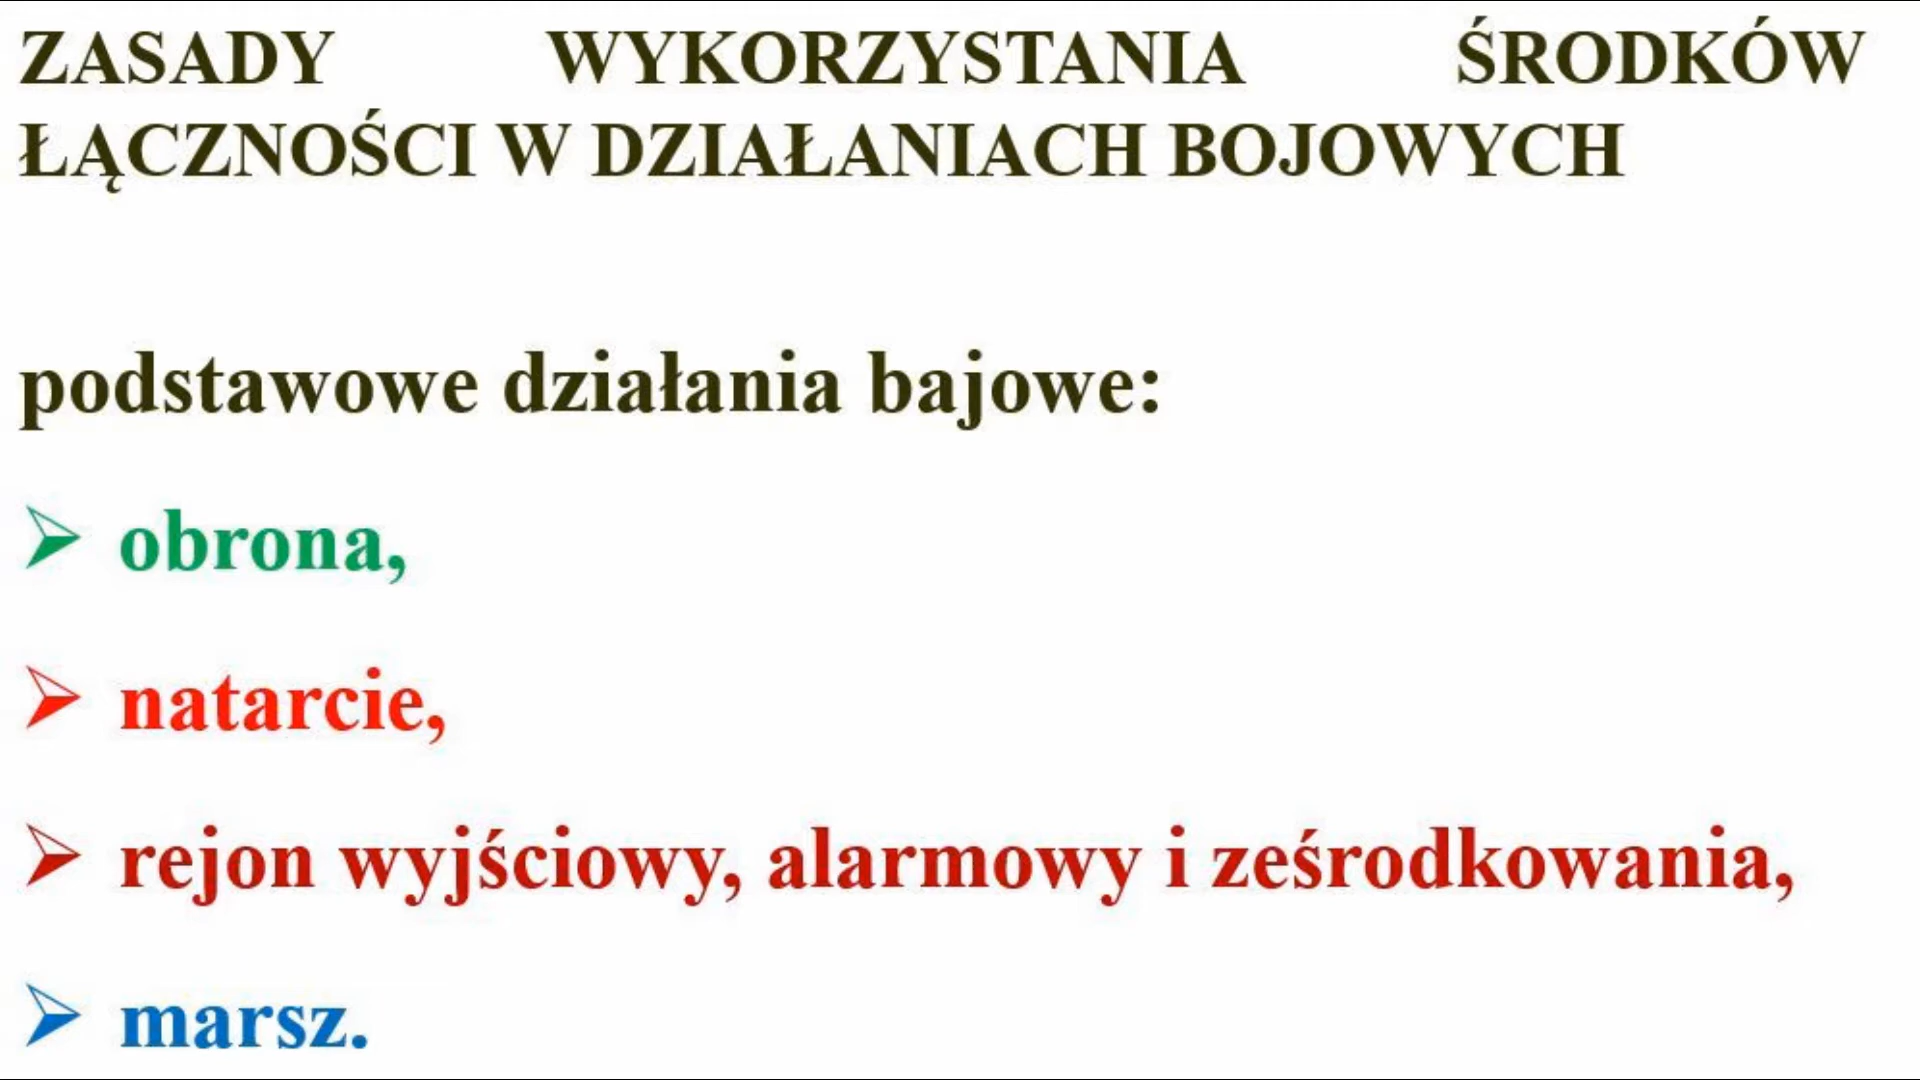 ZASADY WYKORZYSTANIA ŚRODKÓW
ŁĄCZNOŚCI W DZIAŁANIACH BOJOWYCH
podstawowe działania bajowe:
➢ obrona,
➢ natarcie,
➢ rejon wyjściowy, alarmowy i ześrodkowania,
➢ marsz.